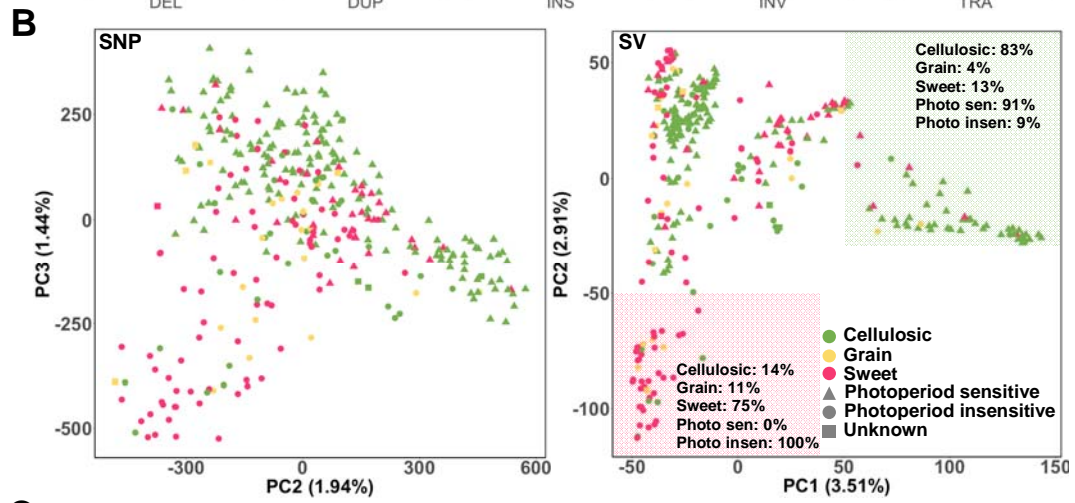 DEL DUP INS INV TRA
B
SNP
250
0
-250
-500
PC3 (1.44%)
-300 0 300 600
PC2 (1.94%)
SV
Cellulosic: 83%
Grain: 4%
Sweet: 13%
Photo sen: 91%
Photo insen: 9%
50
0
-50
-100
PC2 (2.91%)
Cellulosic: 14%
Grain: 11%
Sweet: 75%
Photo sen: 0%
Photo insen: 100%
Cellulosic
Grain
Sweet
Photoperiod sensitive
Photoperiod insensitive
Unknown
-50 0 50 100 150
PC1 (3.51%)